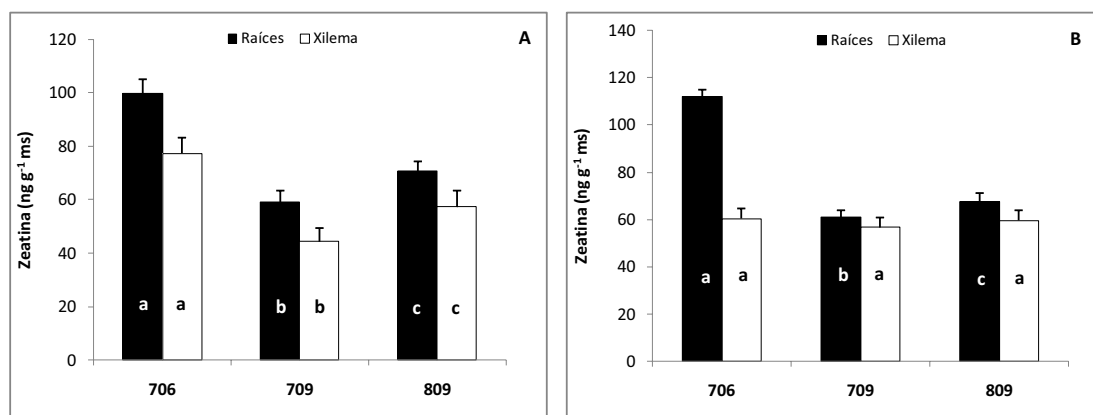 A
Raíces Xilema
Zeatina (ng g⁻¹ ms)
120
100
80
60
40
20
0
a a b b c c
706 709 809
B
Raíces Xilema
Zeatina (ng g⁻¹ ms)
140
120
100
80
60
40
20
0
a a b a c a
706 709 809